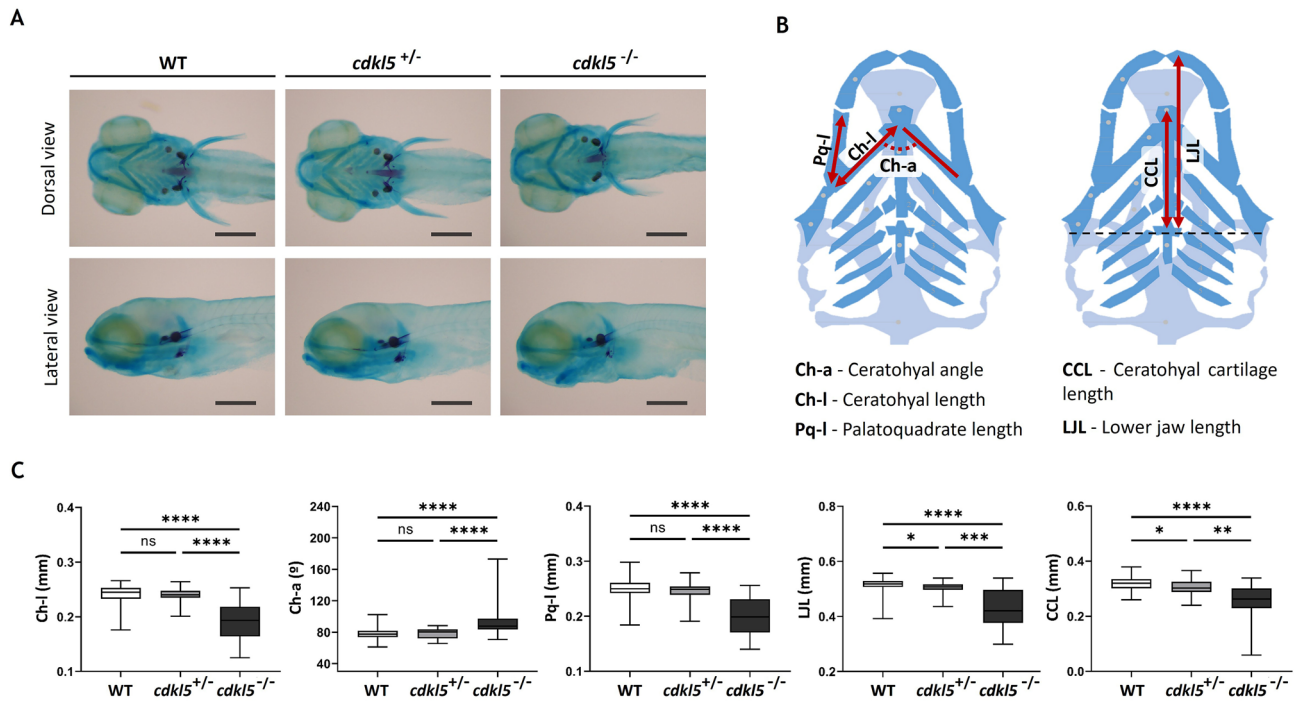 A
WT
cdkl5 +/-
cdkl5 -/-
Dorsal view
Lateral view
B
Pq-l
Ch-l
Ch-a
CCL
LJL
Ch-a - Ceratohyal angle
Ch-l - Ceratohyal length
Pq-l - Palatoquadrate length
CCL - Ceratohyal cartilage
length
LJL - Lower jaw length
C
Ch-l (mm)
0.4
0.3
0.2
0.1
****
ns
****
WT
cdkl5+/-
cdkl5-/-
Ch-a (º)
240
200
160
120
80
40
****
ns
****
WT
cdkl5+/-
cdkl5-/-
Pq-l (mm)
0.4
0.3
0.2
0.1
****
ns
****
WT
cdkl5+/-
cdkl5-/-
LJL (mm)
0.8
0.6
0.4
0.2
****
*
***
WT
cdkl5+/-
cdkl5-/-
CCL (mm)
0.6
0.4
0.2
0.0
****
*
**
WT
cdkl5+/-
cdkl5-/-